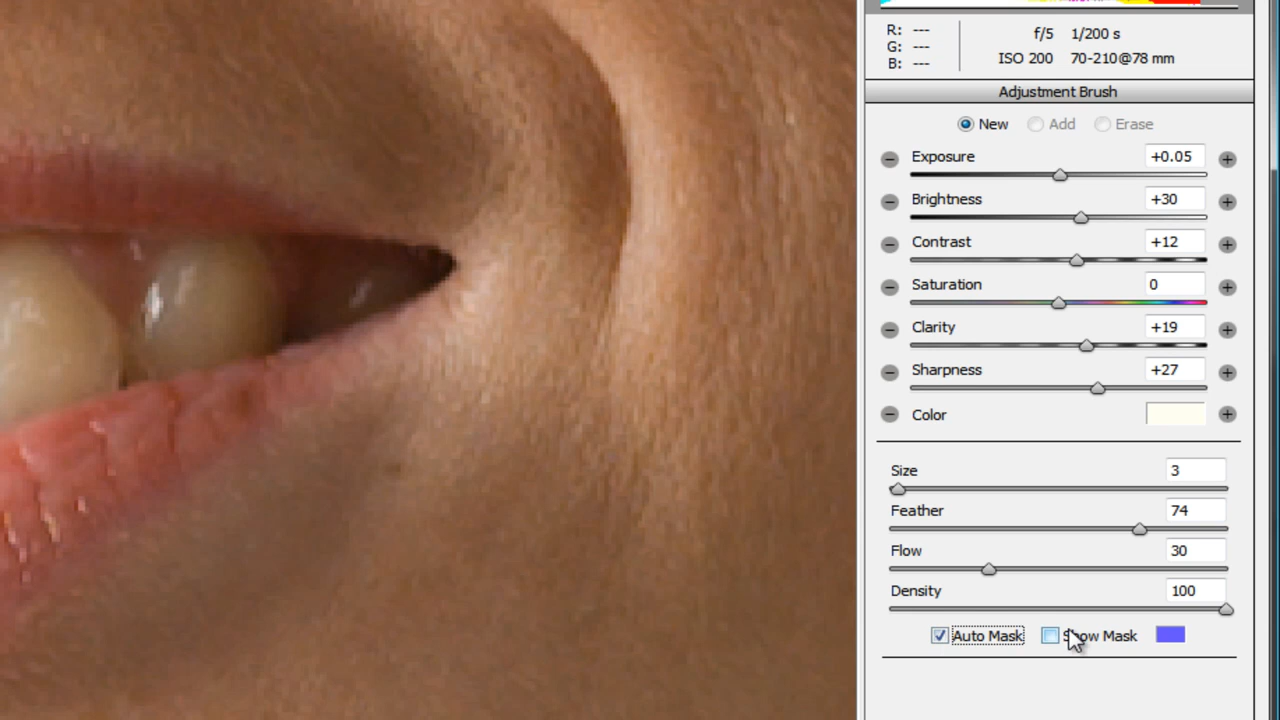 R: --- f/5 1/200 s
G: ---
B: --- ISO 200 70-210@78 mm
Adjustment Brush
New Add Erase
Exposure +0.05
Brightness +30
Contrast +12
Saturation 0
Clarity +19
Sharpness +27
Color
Size 3
Feather 74
Flow 30
Density 100
Auto Mask Show Mask